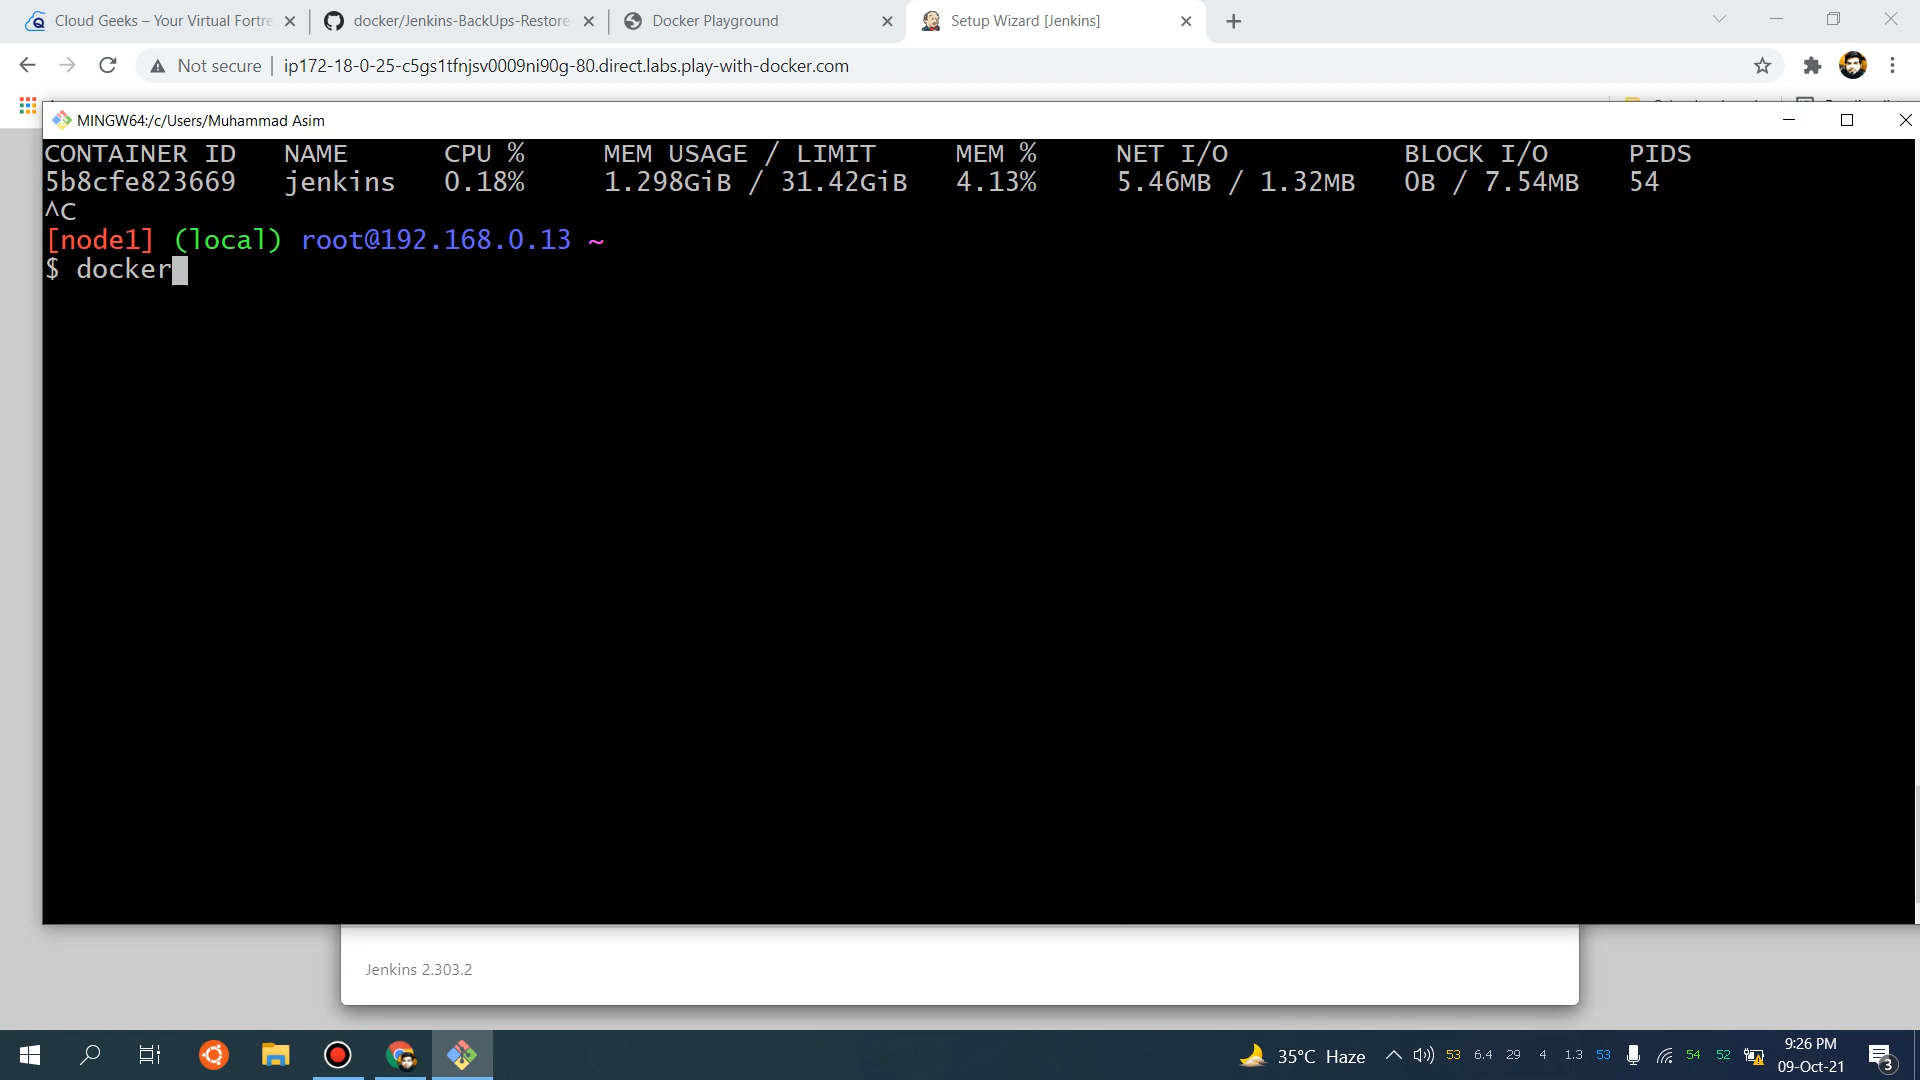 Cloud Geeks – Your Virtual Fortre
docker/Jenkins-BackUps-Restore
Docker Playground
Setup Wizard [Jenkins]
Not secure | ip172-18-0-25-c5gs1tfnjsv0009ni90g-80.direct.labs.play-with-docker.com
MINGW64:/c/Users/Muhammad Asim
CONTAINER ID NAME CPU % MEM USAGE / LIMIT MEM % NET I/O BLOCK I/O PIDS
5b8cfe823669 jenkins 0.18% 1.298GiB / 31.42GiB 4.13% 5.46MB / 1.32MB 0B / 7.54MB 54
^C
[node1] (local) root@192.168.0.13 ~
$ docker
Jenkins 2.303.2
35°C Haze 53 6.4 29 4 1.3 53 54 52 9:26 PM
09-Oct-21 3